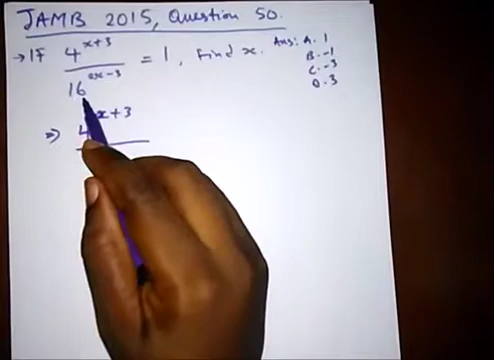 JAMB 2015, Question 50.
→ If 4^{x+3} / 16^{2x-3} = 1, Find x. Ans: A. 1
B. -1
C. -3
D. 3
⇒ 4^{x+3}